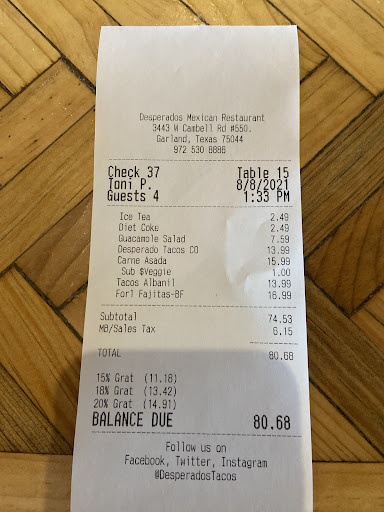 Desperados Mexican Restaurant
3443 W Cambell Rd #550.
Garland, Texas 75044
972 530 8886
Check 37 Table 15
Toni P. 8/8/2021
Guests 4 1:33 PM
Ice Tea 2.49
Diet Coke 2.49
Guacamole Salad 7.59
Desperado Tacos CO 13.99
Carne Asada 15.99
Sub $Veggie 1.00
Tacos Albanil 13.99
For1 Fajitas-BF 16.99
Subtotal 74.53
MB/Sales Tax 6.15
TOTAL 80.68
15% Grat (11.18)
18% Grat (13.42)
20% Grat (14.91)
BALANCE DUE 80.68
Follow us on
Facebook, Twitter, Instagram
@DesperadosTacos